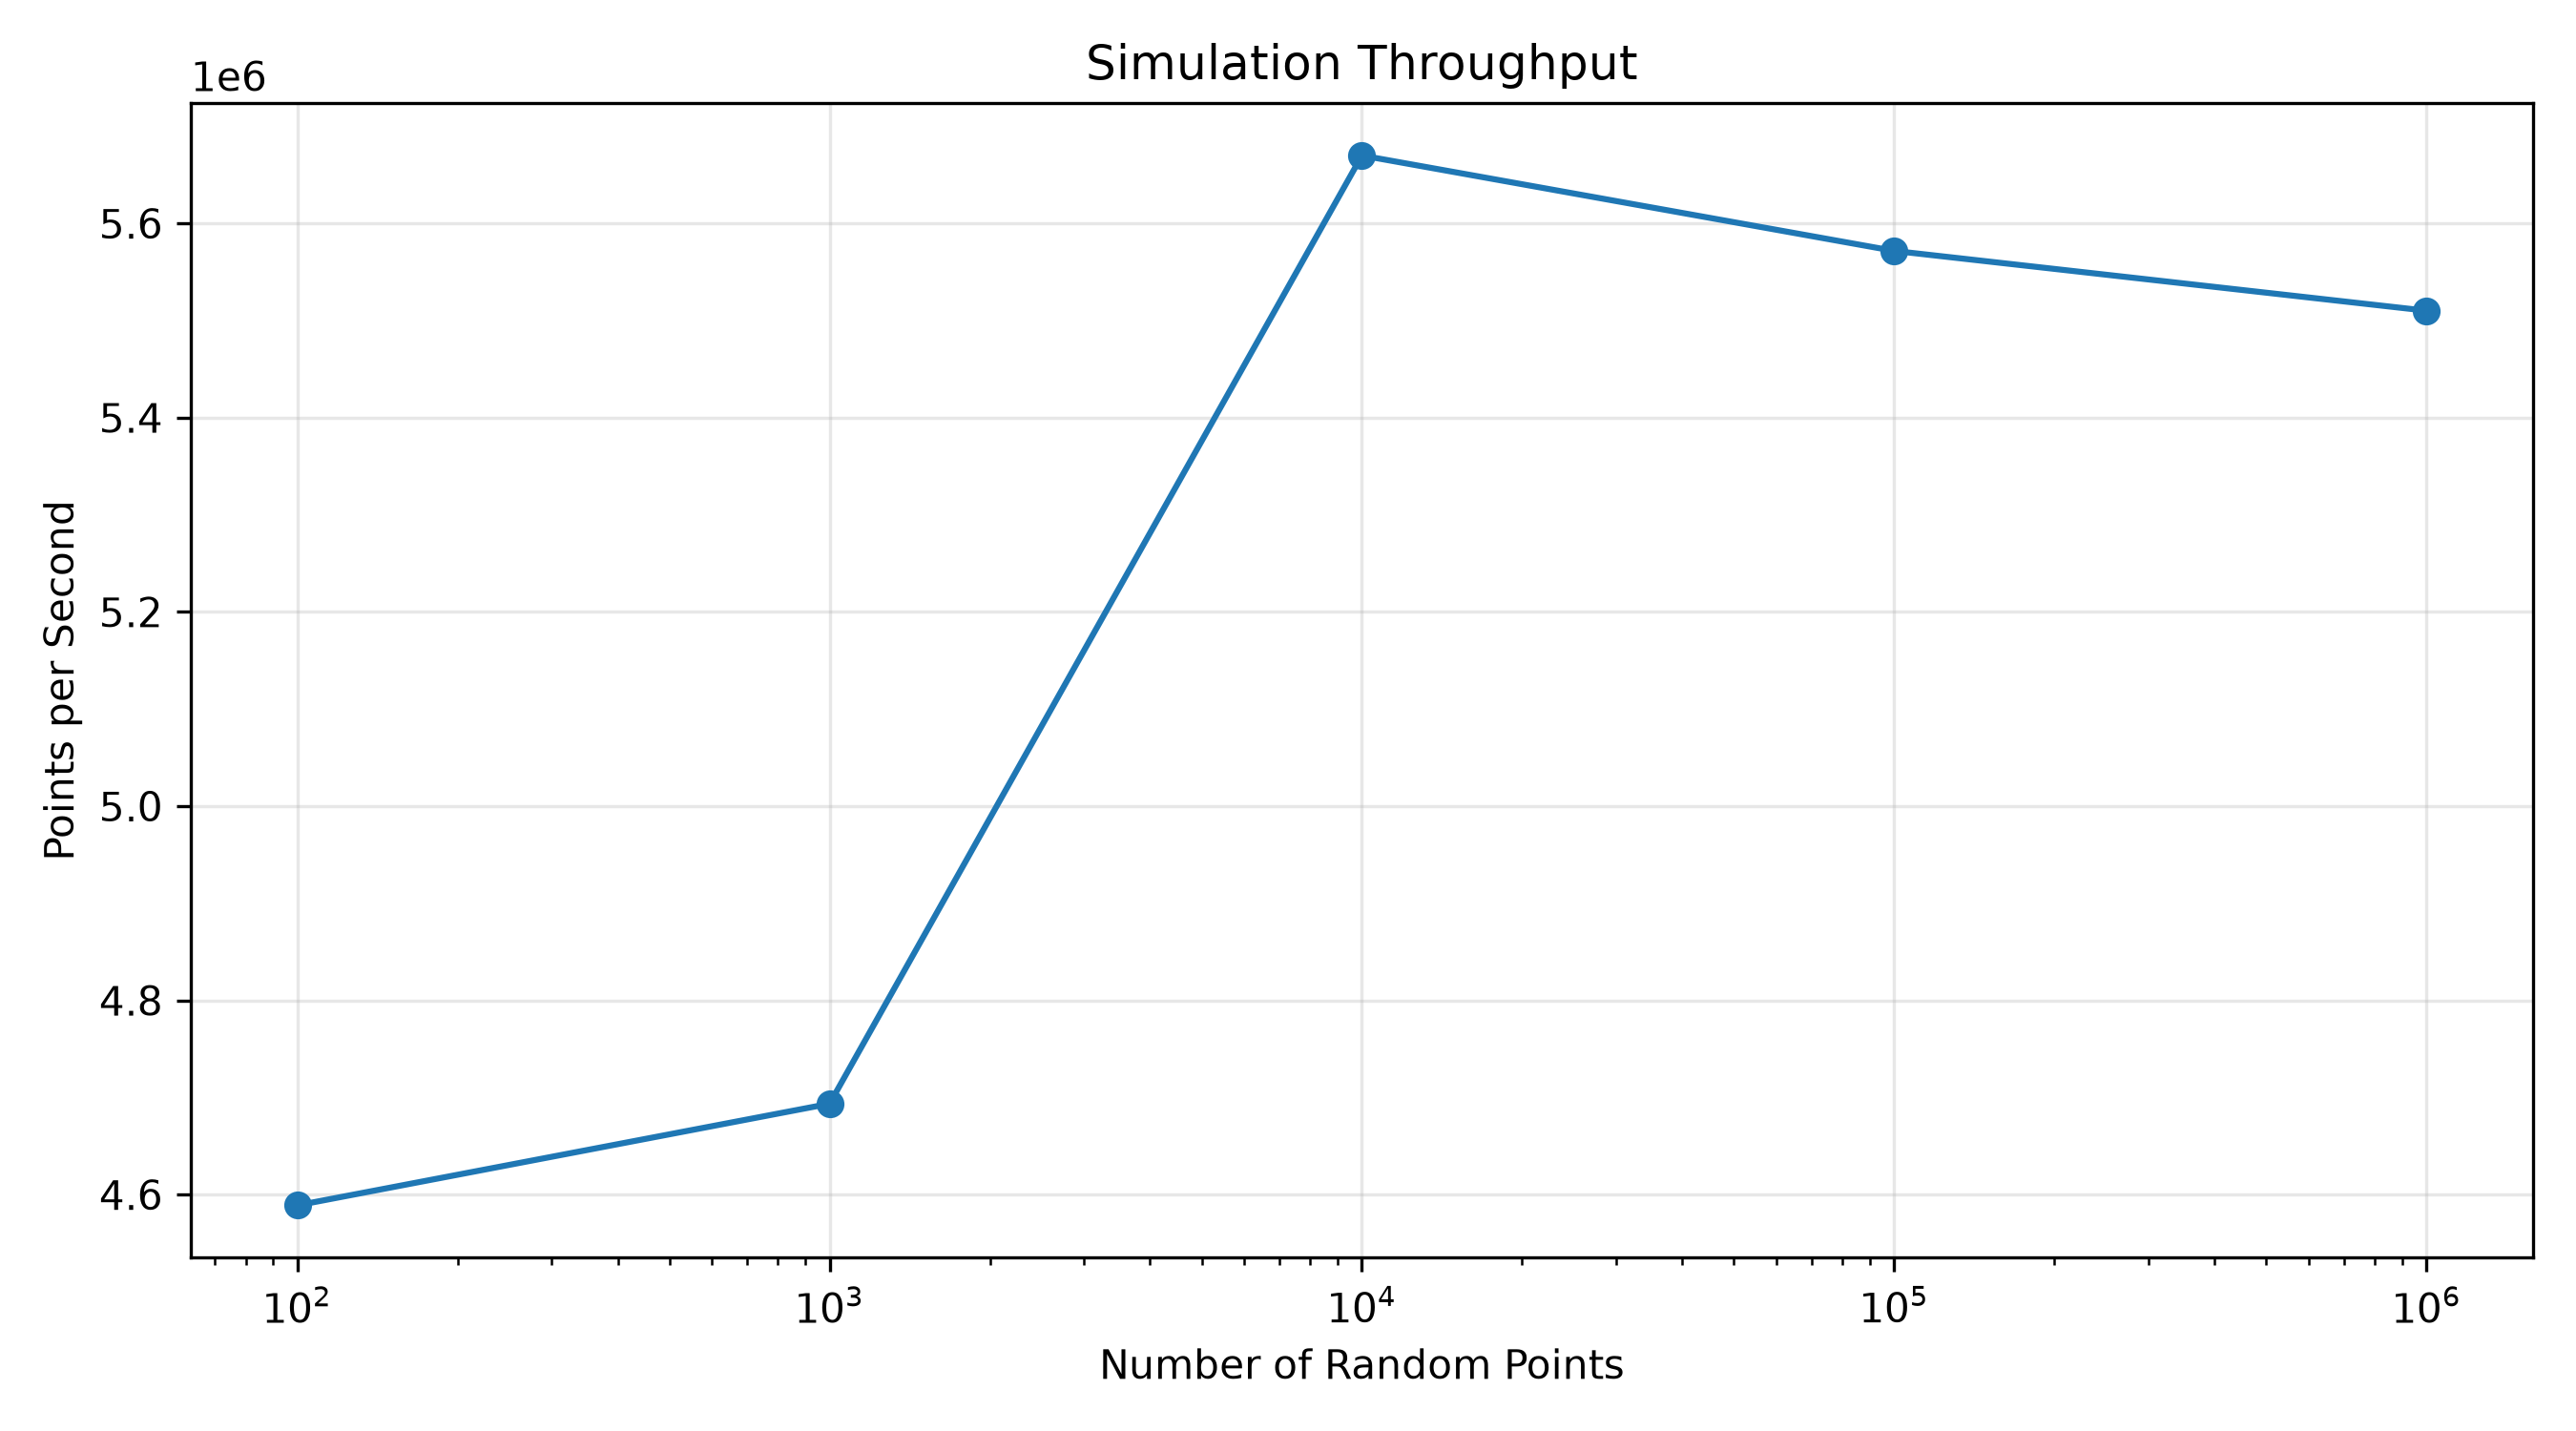 Simulation Throughput
1e6
5.6
5.4
5.2
5.0
4.8
4.6
Points per Second
10² 10³ 10⁴ 10⁵ 10⁶
Number of Random Points